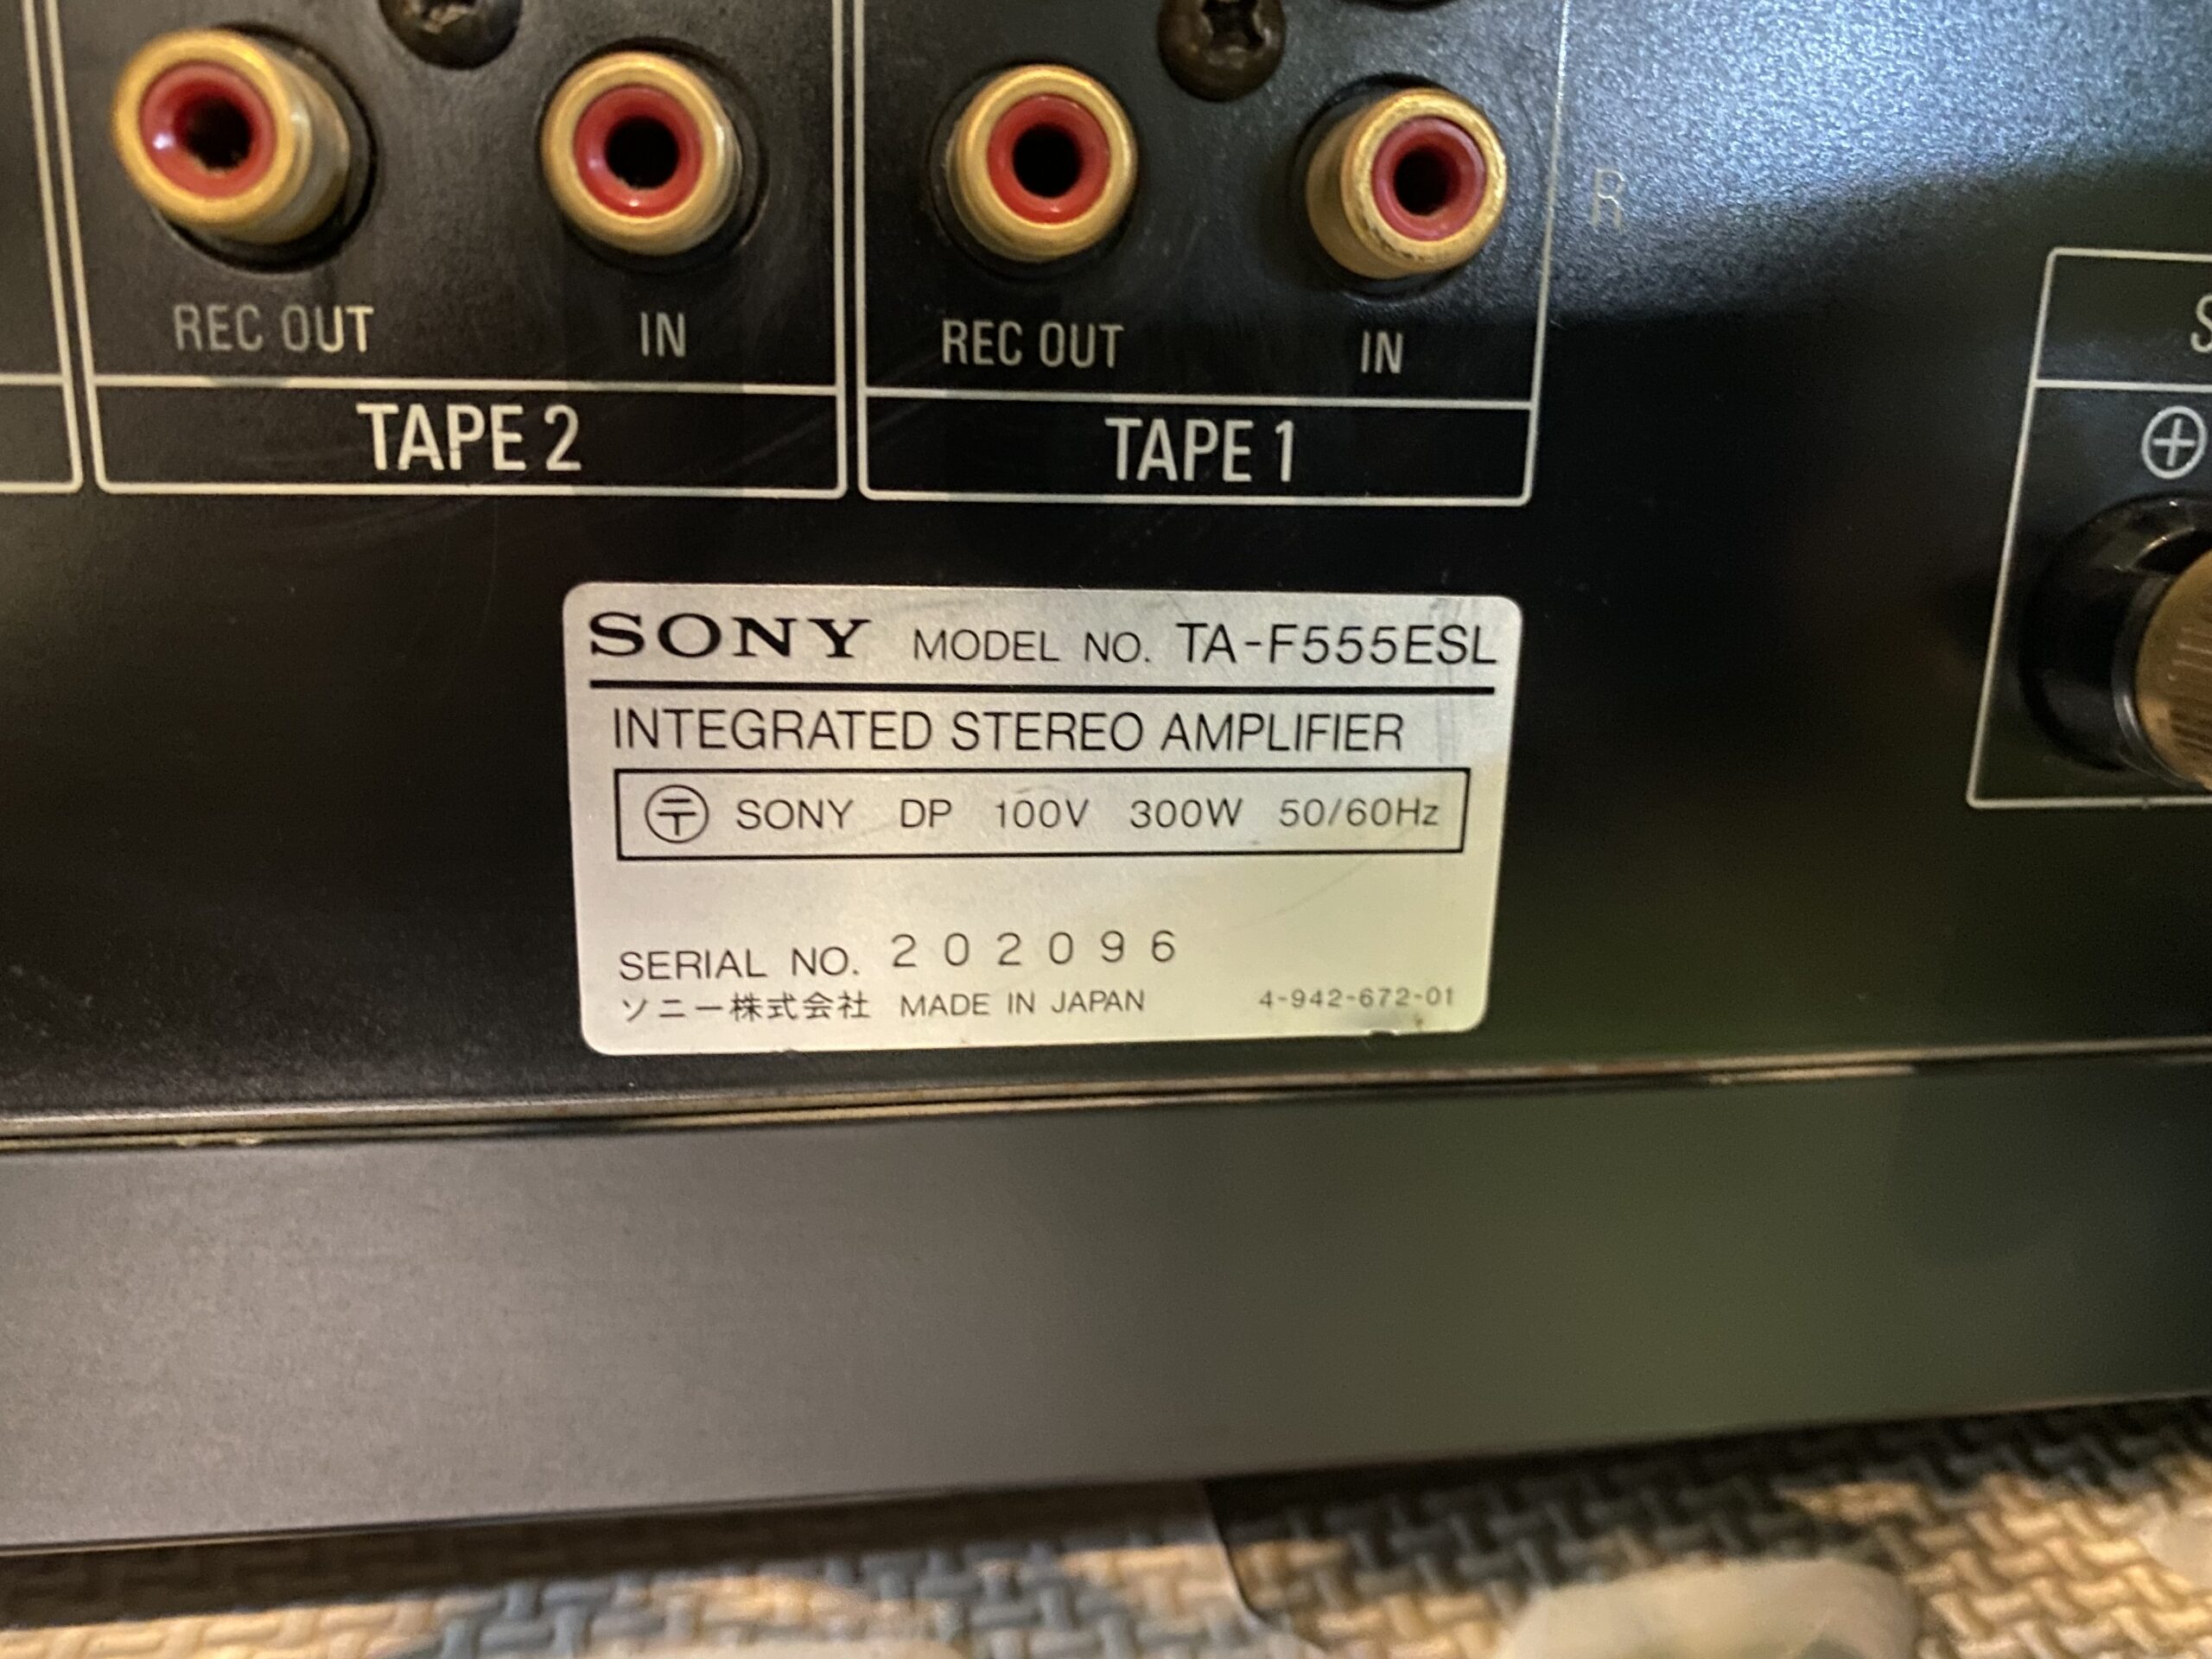 R
REC OUT IN REC OUT IN
TAPE 2 TAPE 1
SONY MODEL NO. TA-F555ESL
INTEGRATED STEREO AMPLIFIER
SONY DP 100V 300W 50/60Hz
SERIAL NO. 202096
ソニー株式会社 MADE IN JAPAN 4-942-672-01